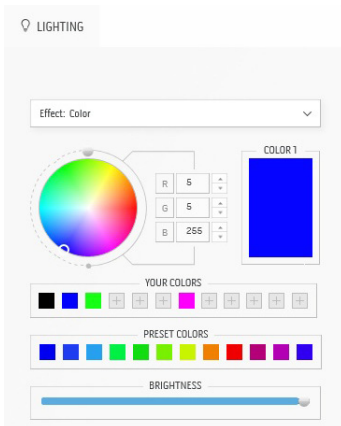 LIGHTING
Effect: Color
COLOR 1
R 5
G 5
B 255
YOUR COLORS
PRESET COLORS
BRIGHTNESS